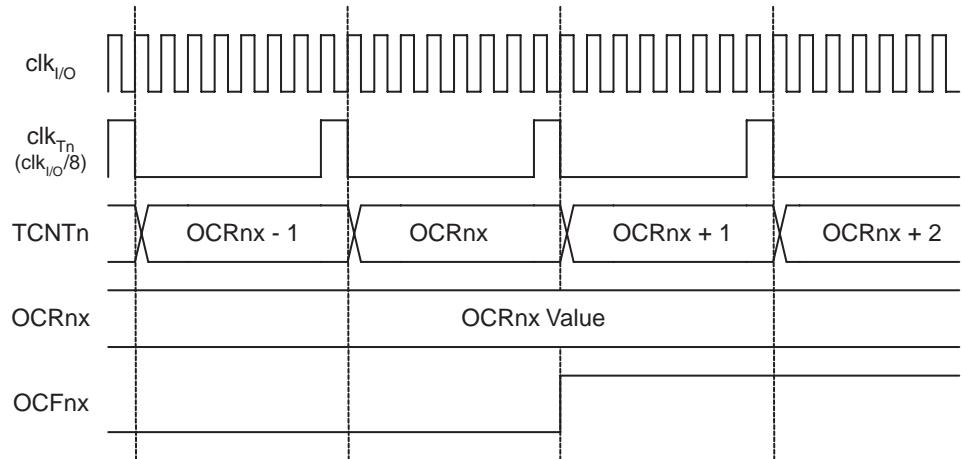 clkI/O
clkTn
(clkI/O/8)
TCNTn
OCRnx - 1
OCRnx
OCRnx + 1
OCRnx + 2
OCRnx
OCRnx Value
OCFnx